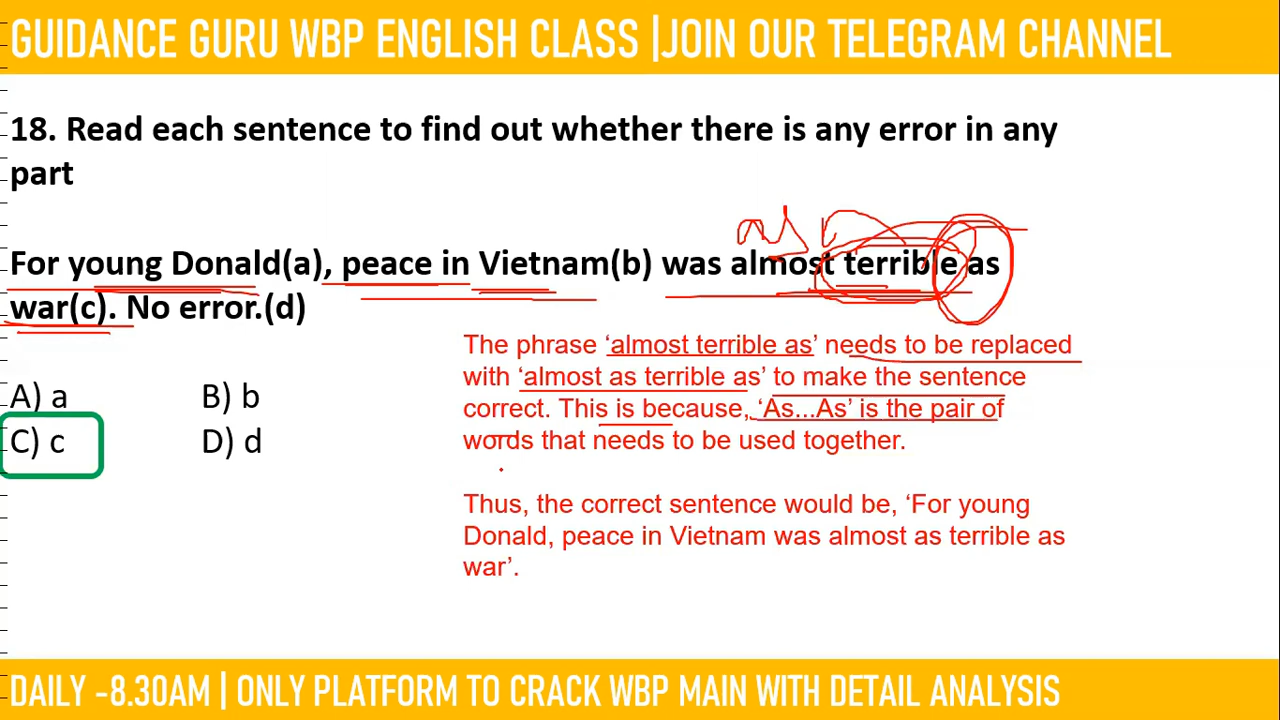 GUIDANCE GURU WBP ENGLISH CLASS |JOIN OUR TELEGRAM CHANNEL
18. Read each sentence to find out whether there is any error in any
part
as
For young Donald(a), peace in Vietnam(b) was almost terrible as
war(c). No error.(d)
The phrase ‘almost terrible as’ needs to be replaced
with ‘almost as terrible as’ to make the sentence
correct. This is because, ‘As...As’ is the pair of
words that needs to be used together.
A) a B) b
C) c D) d
Thus, the correct sentence would be, ‘For young
Donald, peace in Vietnam was almost as terrible as
war’.
DAILY -8.30AM | ONLY PLATFORM TO CRACK WBP MAIN WITH DETAIL ANALYSIS